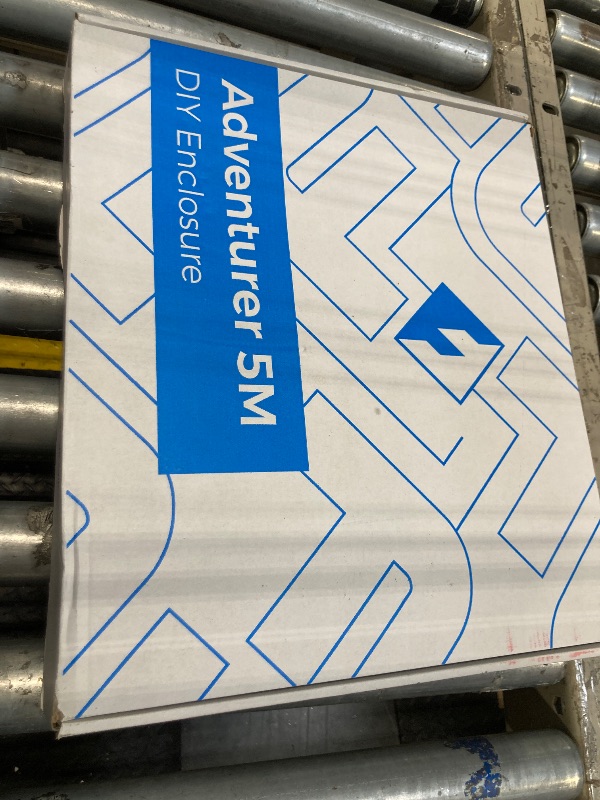 Adventurer 5M
DIY Enclosure